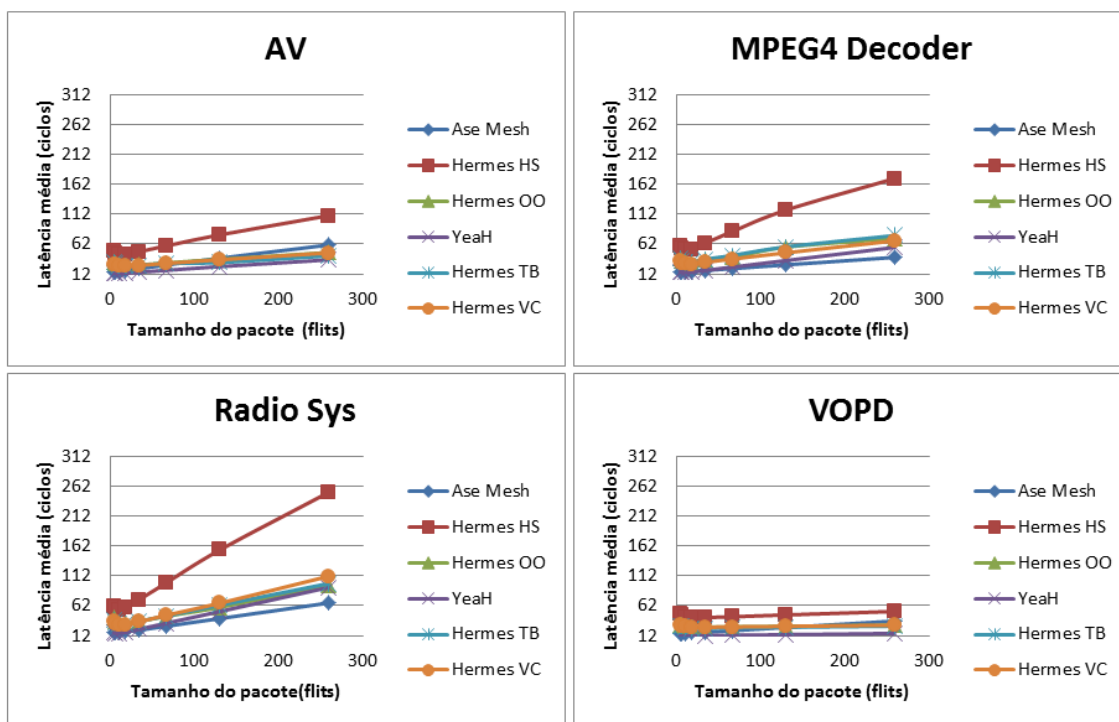 AV
Latência média (ciclos)
312
262
212
162
112
62
12
0
100
200
300
Tamanho do pacote (flits)
Ase Mesh
Hermes HS
Hermes OO
YeaH
Hermes TB
Hermes VC
MPEG4 Decoder
Latência média (ciclos)
312
262
212
162
112
62
12
0
100
200
300
Tamanho do pacote (flits)
Ase Mesh
Hermes HS
Hermes OO
YeaH
Hermes TB
Hermes VC
Radio Sys
Latência média (ciclos)
312
262
212
162
112
62
12
0
100
200
300
Tamanho do pacote(flits)
Ase Mesh
Hermes HS
Hermes OO
YeaH
Hermes TB
Hermes VC
VOPD
Latência média (ciclos)
312
262
212
162
112
62
12
0
100
200
300
Tamanho do pacote (flits)
Ase Mesh
Hermes HS
Hermes OO
YeaH
Hermes TB
Hermes VC